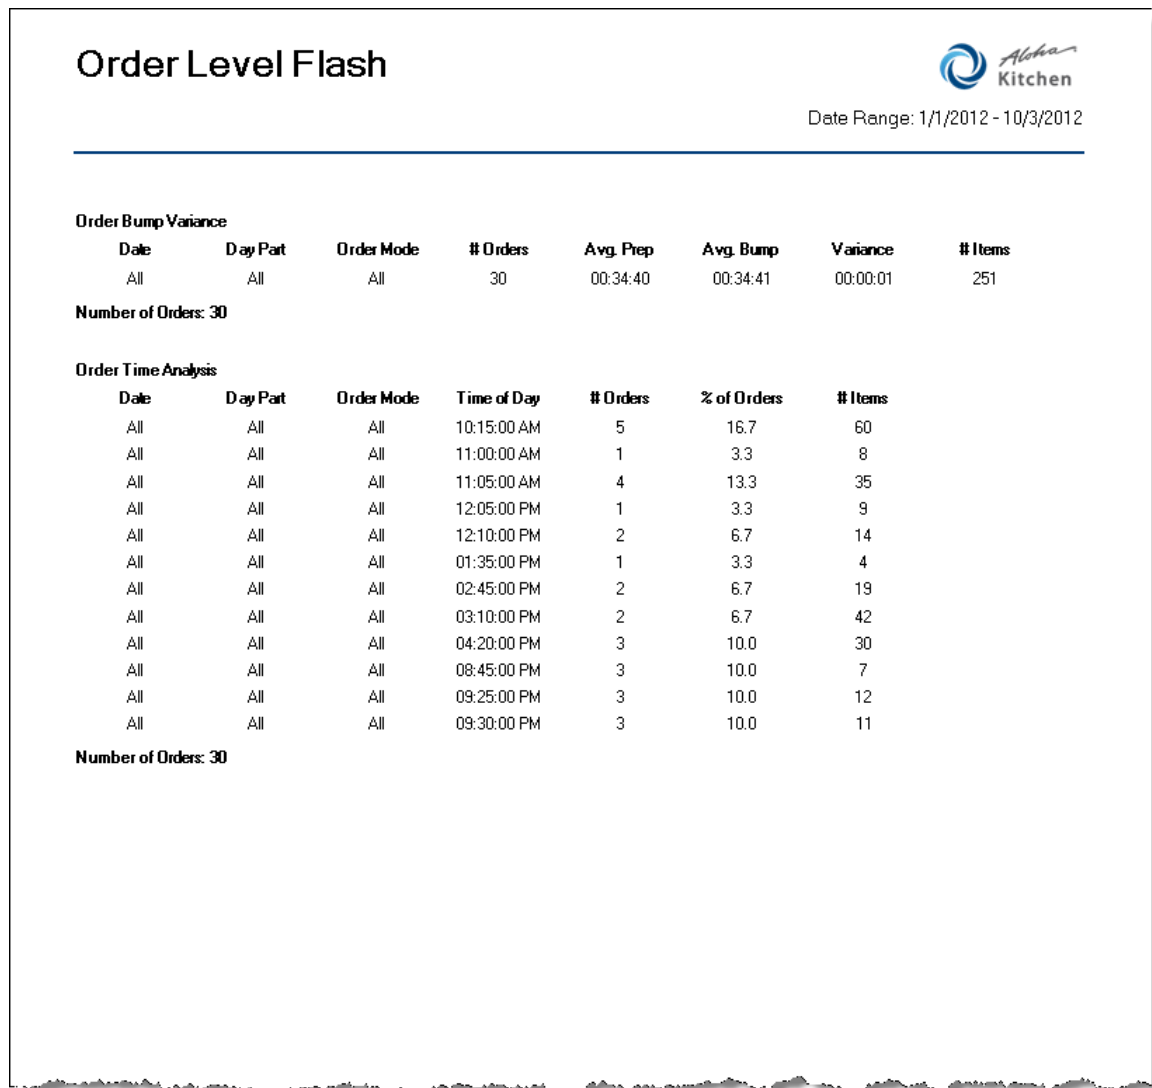 Order Level Flash
Aloha
Kitchen
Date Range: 1/1/2012 - 10/3/2012
Order Bump Variance
Date Day Part Order Mode # Orders Avg. Prep Avg. Bump Variance # Items
All All All 30 00:34:40 00:34:41 00:00:01 251
Number of Orders: 30
Order Time Analysis
Date Day Part Order Mode Time of Day # Orders % of Orders # Items
All All All 10:15:00 AM 5 16.7 60
All All All 11:00:00 AM 1 3.3 8
All All All 11:05:00 AM 4 13.3 35
All All All 12:05:00 PM 1 3.3 9
All All All 12:10:00 PM 2 6.7 14
All All All 01:35:00 PM 1 3.3 4
All All All 02:45:00 PM 2 6.7 19
All All All 03:10:00 PM 2 6.7 42
All All All 04:20:00 PM 3 10.0 30
All All All 08:45:00 PM 3 10.0 7
All All All 09:25:00 PM 3 10.0 12
All All All 09:30:00 PM 3 10.0 11
Number of Orders: 30